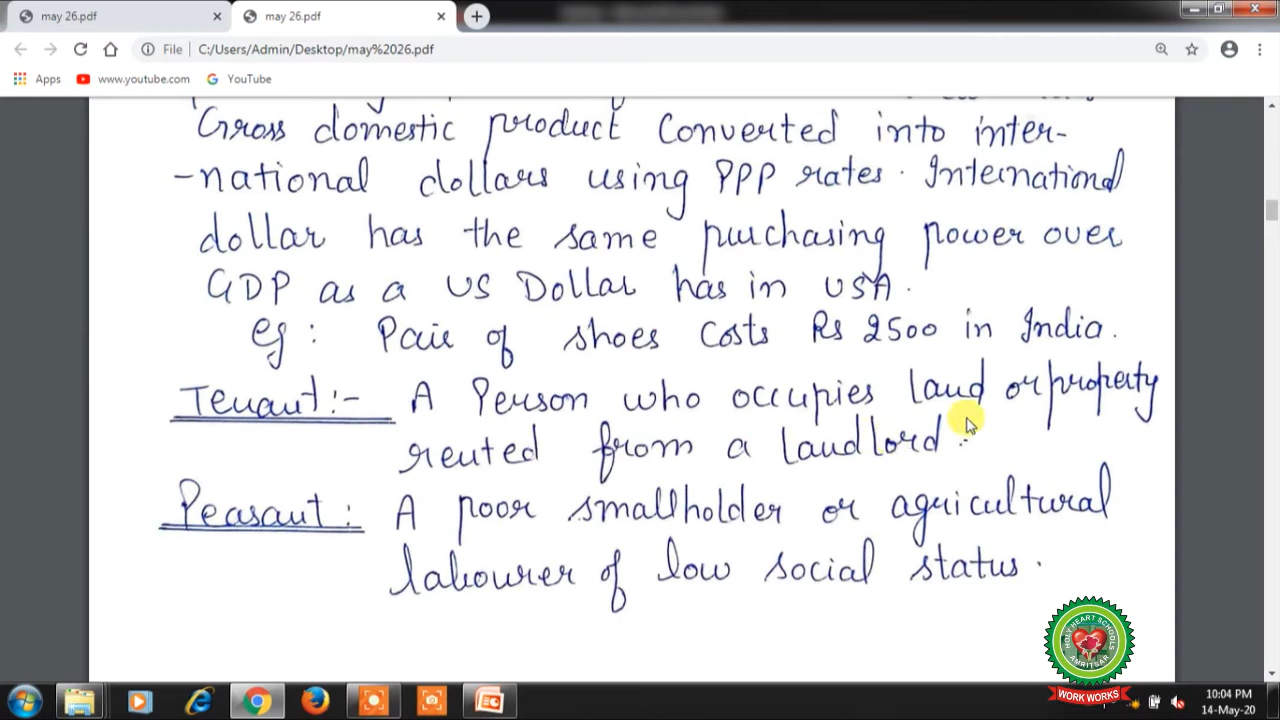 may 26.pdf
may 26.pdf
File C:/Users/Admin/Desktop/may%2026.pdf
Apps www.youtube.com YouTube
Gross domestic product Converted into inter-
-national dollars using PPP rates. International
dollar has the same purchasing power over
GDP as a US Dollar has in USA.
eg : Pair of shoes costs Rs 2500 in India.
Tenant :- A Person who occupies land or property
rented from a landlord.
Peasant : A poor smallholder or agricultural
labourer of low social status.
HOLY HEART SCHOOLS
AMRITSAR
WORK WORKS
10:04 PM
14-May-20